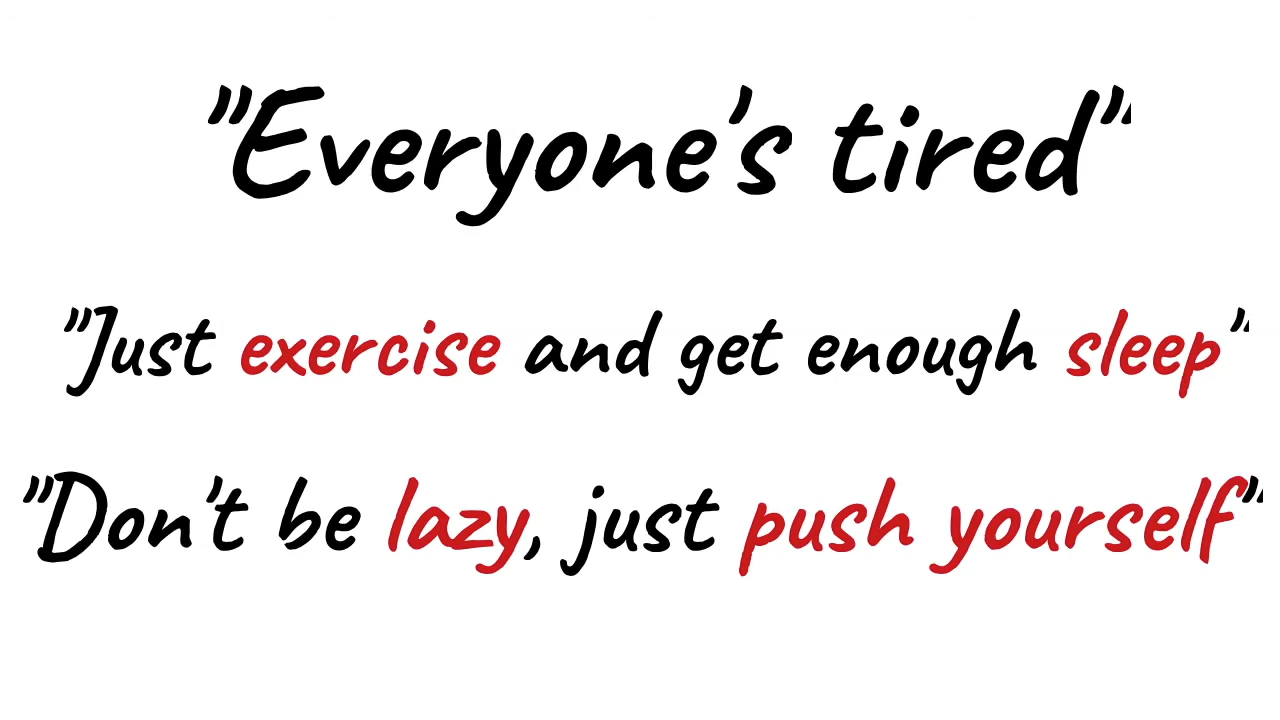 "Everyone's tired"
"Just exercise and get enough sleep"
"Don't be lazy, just push yourself"